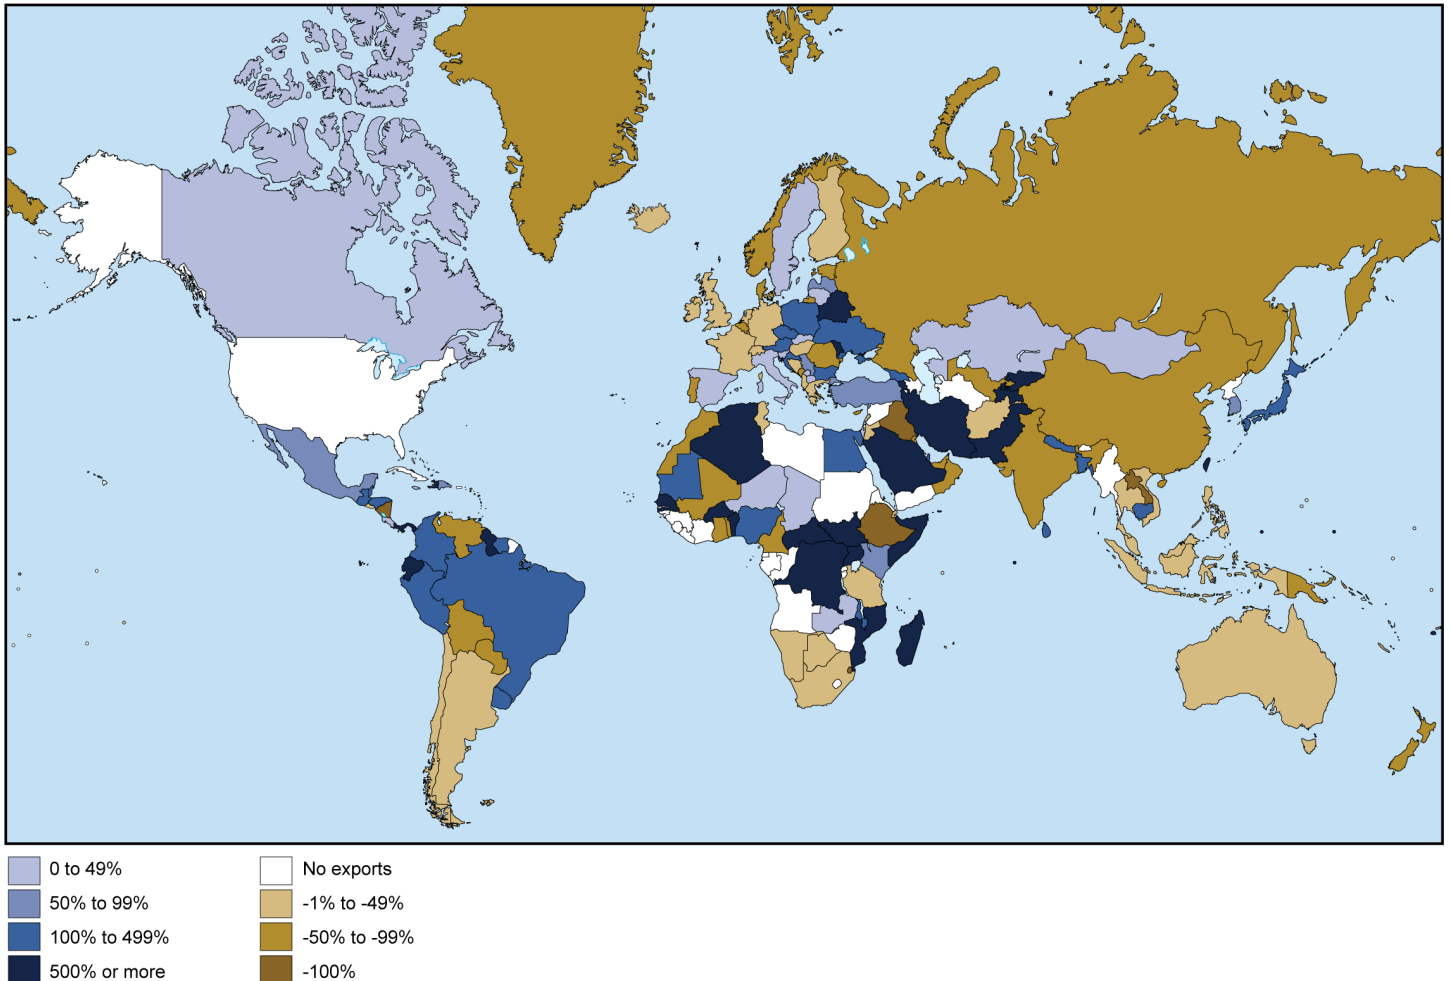 0 to 49%
50% to 99%
100% to 499%
500% or more
No exports
-1% to -49%
-50% to -99%
-100%